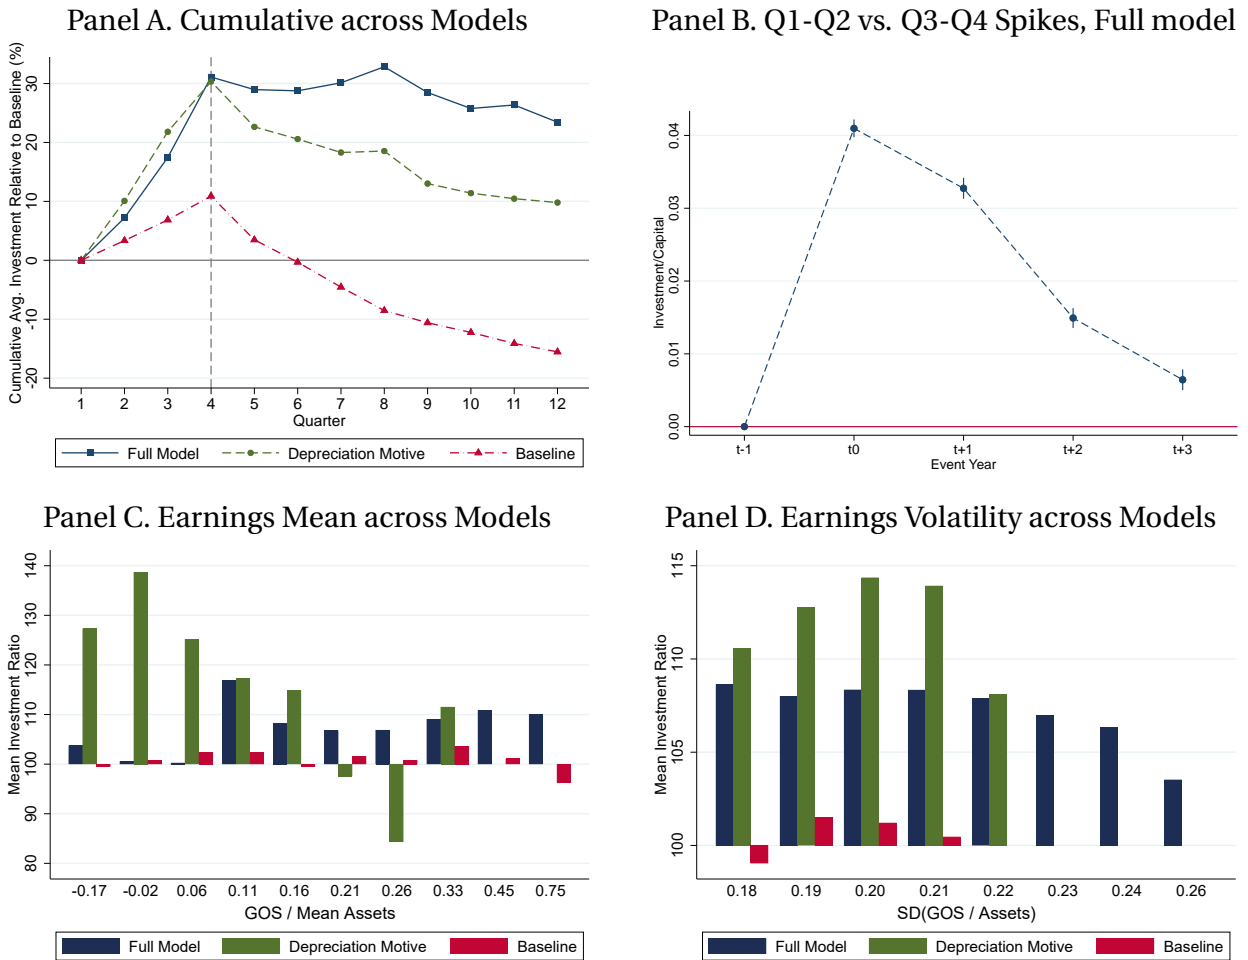 Panel A. Cumulative across Models
Cumulative Avg. Investment Relative to Baseline (%)
30
20
10
0
-10
-20
1 2 3 4 5 6 7 8 9 10 11 12
Quarter
Full Model Depreciation Motive Baseline
Panel B. Q1-Q2 vs. Q3-Q4 Spikes, Full model
Investment/Capital
0.04
0.03
0.02
0.01
0.00
t-1 t0 t+1 t+2 t+3
Event Year
Panel C. Earnings Mean across Models
Mean Investment Ratio
140
130
120
110
100
90
80
-0.17 -0.02 0.06 0.11 0.16 0.21 0.26 0.33 0.45 0.75
GOS / Mean Assets
Full Model Depreciation Motive Baseline
Panel D. Earnings Volatility across Models
Mean Investment Ratio
115
110
105
100
0.18 0.19 0.20 0.21 0.22 0.23 0.24 0.26
SD(GOS / Assets)
Full Model Depreciation Motive Baseline